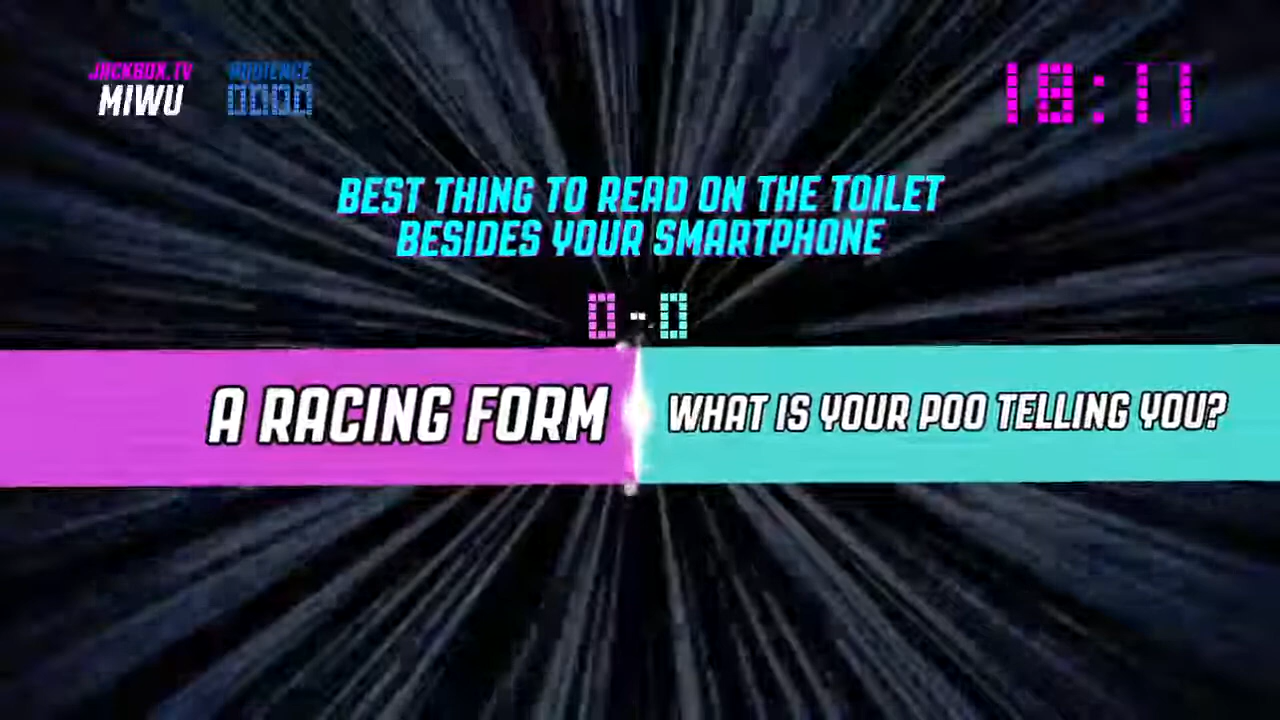 JACKBOX.TV
MIWU
AUDIENCE
18:11
BEST THING TO READ ON THE TOILET
BESIDES YOUR SMARTPHONE
0-0
A RACING FORM
WHAT IS YOUR POO TELLING YOU?